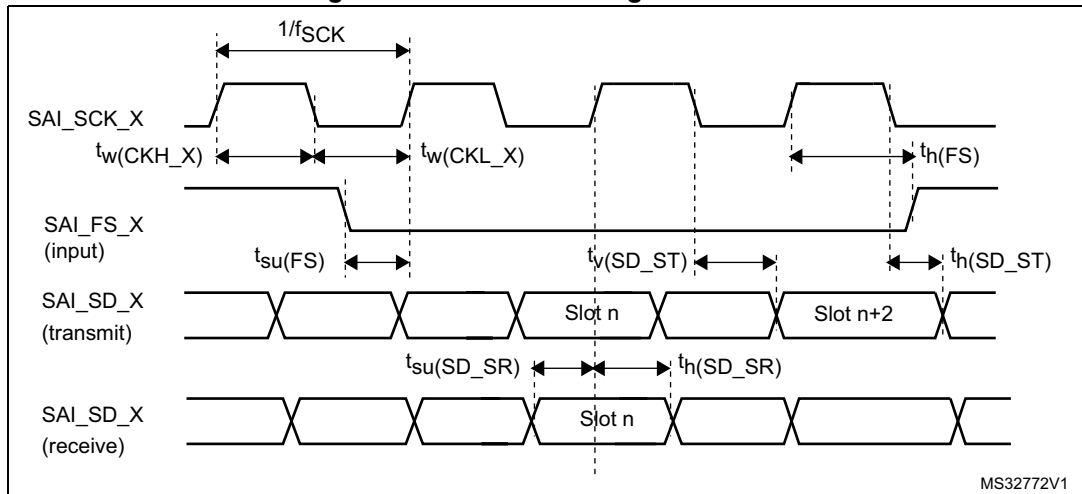 1/fSCK
SAI_SCK_X
tw(CKH_X)
tw(CKL_X)
th(FS)
SAI_FS_X
(input)
tsu(FS)
tv(SD_ST)
th(SD_ST)
SAI_SD_X
(transmit)
Slot n
Slot n+2
tsu(SD_SR)
th(SD_SR)
SAI_SD_X
(receive)
Slot n
MS32772V1